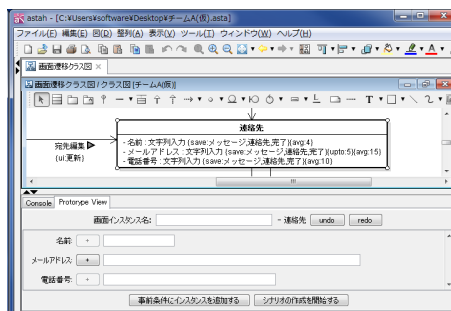 astah - [C:¥Users¥software¥Desktop¥チームA(仮).asta]
ファイル(F) 編集(E) 図(D) 整列(A) 表示(V) ツール(T) ウィンドウ(W) ヘルプ(H)
画面遷移クラス図
画面遷移クラス図 / クラス図 [チームA(仮)]
連絡先
- 名前 : 文字列入力 {save:メッセージ,連絡先,完了}{avg:4}
- メールアドレス : 文字列入力 {save:メッセージ,連絡先,完了}{upto:5}{avg:15}
- 電話番号 : 文字列入力 {save:メッセージ,連絡先,完了}{avg:10}
宛先編集
{ui:更新}
Console Prototype View
画面インスタンス名: - 連絡先 undo redo
名前: +
メールアドレス: +
電話番号: +
事前条件にインスタンスを追加する シナリオの作成を開始する